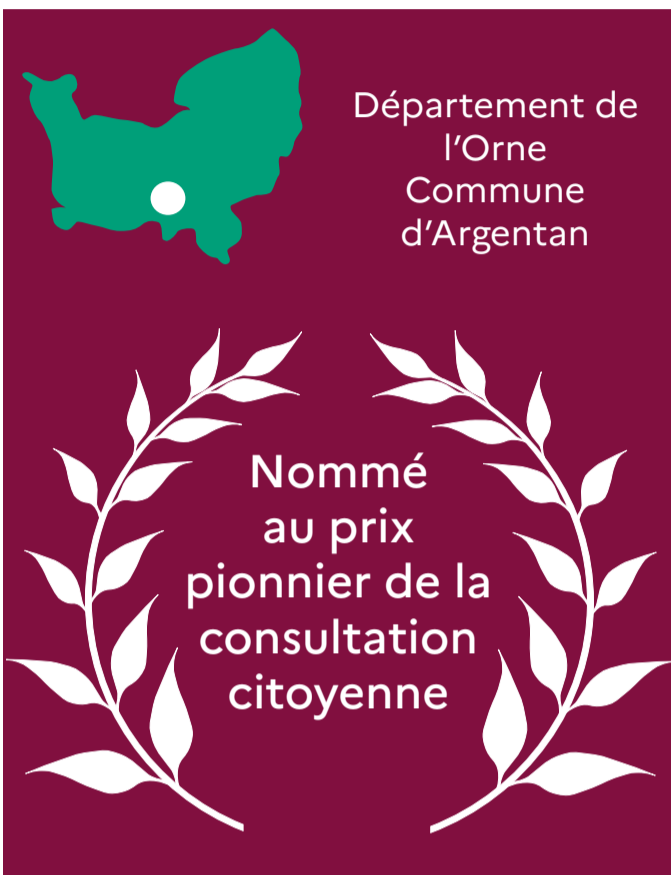 Département de
l'Orne
Commune
d'Argentan
Nommé
au prix
pionnier de la
consultation
citoyenne